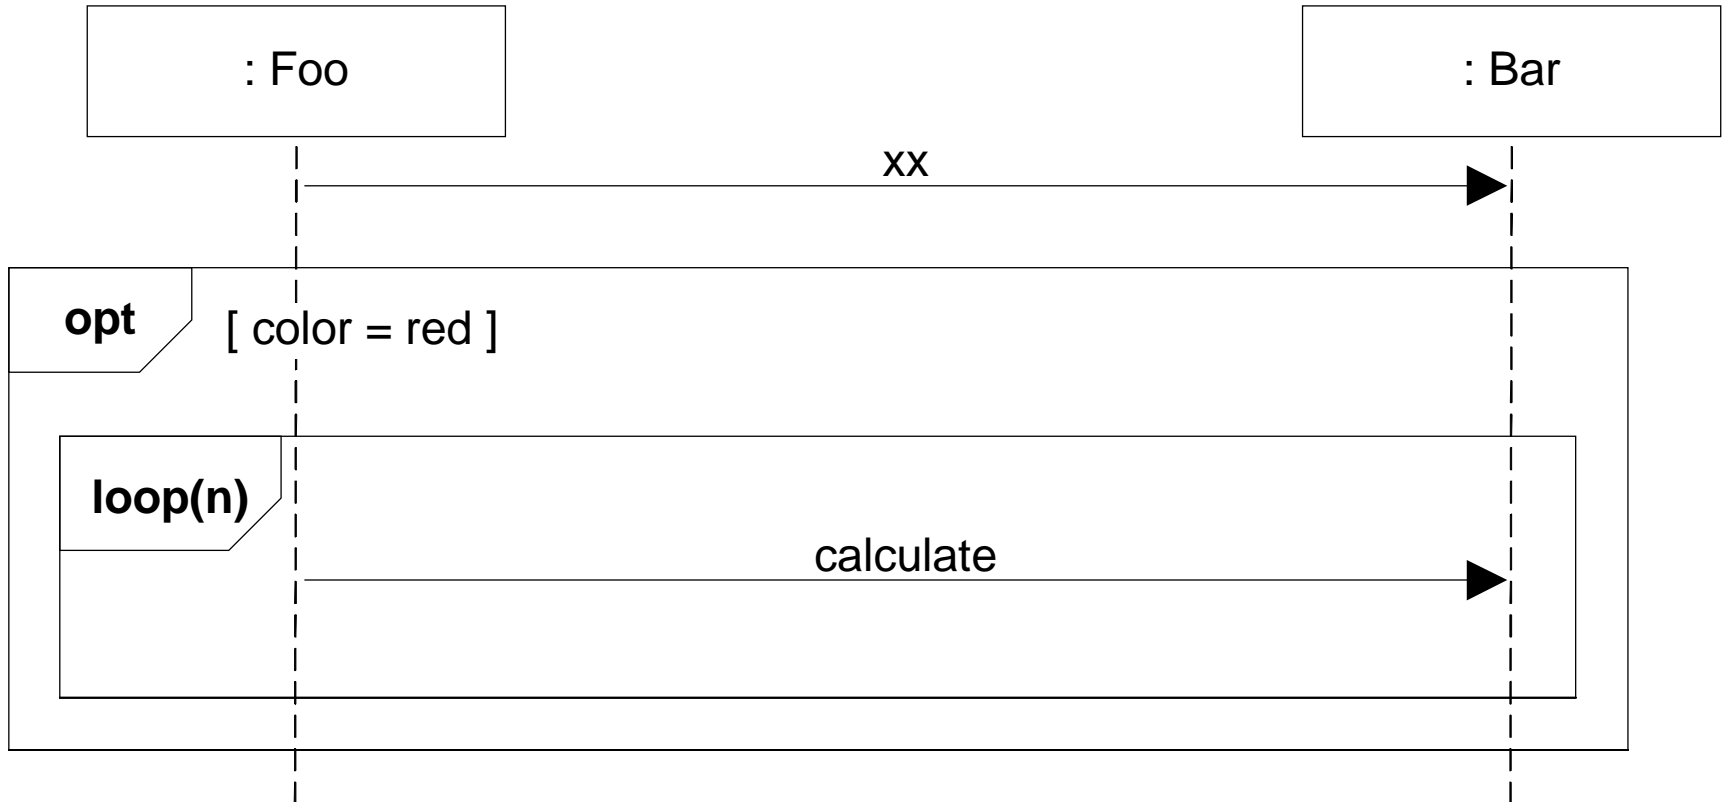 : Foo
: Bar
xx
opt
[ color = red ]
loop(n)
calculate